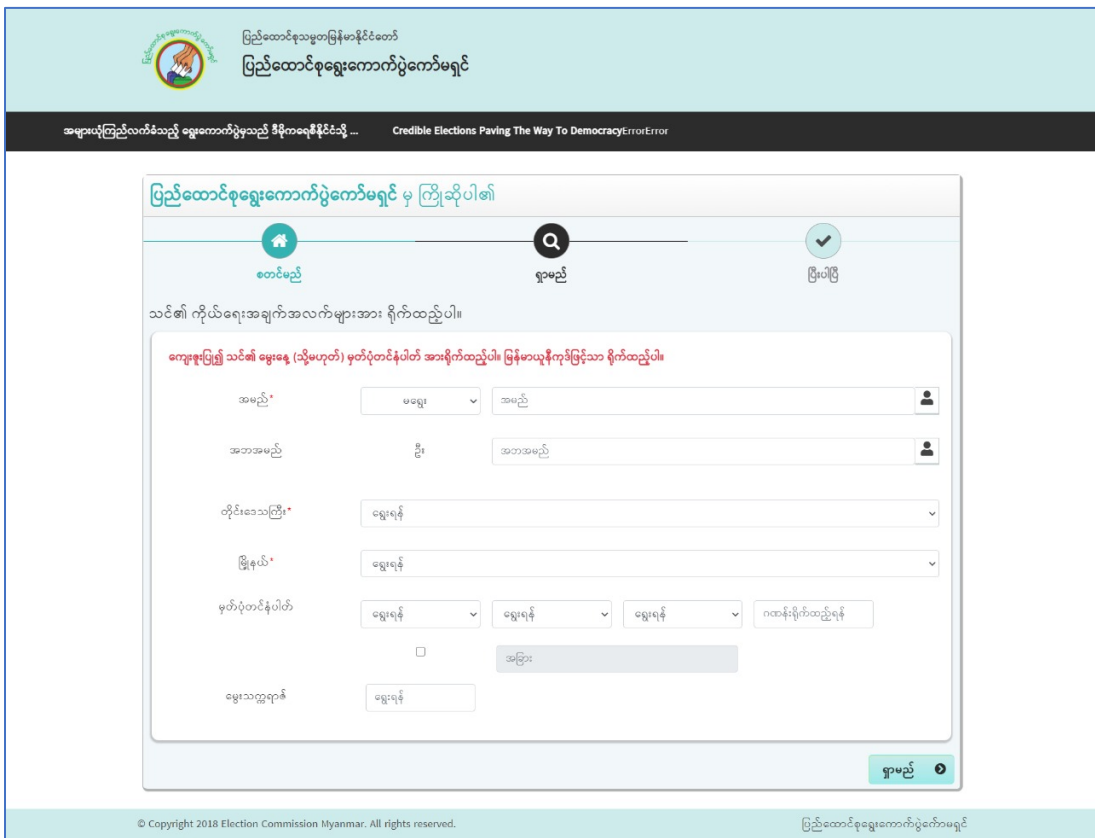 ပြည်ထောင်စုသမ္မတမြန်မာနိုင်ငံတော်
ပြည်ထောင်စုရွေးကောက်ပွဲကော်မရှင်
အများယုံကြည်လက်ခံသည့် ရွေးကောက်ပွဲမှသည် ဒီမိုကရေစီနိုင်ငံသို့ ... Credible Elections Paving The Way To DemocracyErrorError
ပြည်ထောင်စုရွေးကောက်ပွဲကော်မရှင် မှ ကြိုဆိုပါ၏
စတင်မည် ရှာမည် ပြီးပါပြီ
သင်၏ ကိုယ်ရေးအချက်အလက်များအား ရိုက်ထည့်ပါ။
ကျေးဇူးပြု၍ သင်၏ မွေးနေ့ (သို့မဟုတ်) မှတ်ပုံတင်နံပါတ် အားရိုက်ထည့်ပါ။ မြန်မာယူနီကုဒ်ဖြင့်သာ ရိုက်ထည့်ပါ။
အမည်* မရွေး အမည်
အဘအမည် ဦး အဘအမည်
တိုင်းဒေသကြီး* ရွေးရန်
မြို့နယ်* ရွေးရန်
မှတ်ပုံတင်နံပါတ် ရွေးရန် ရွေးရန် ရွေးရန် ဂဏန်းရိုက်ထည့်ရန်
အခြား
မွေးသက္ကရာဇ် ရွေးရန်
ရှာမည်
© Copyright 2018 Election Commission Myanmar. All rights reserved. ပြည်ထောင်စုရွေးကောက်ပွဲကော်မရှင်